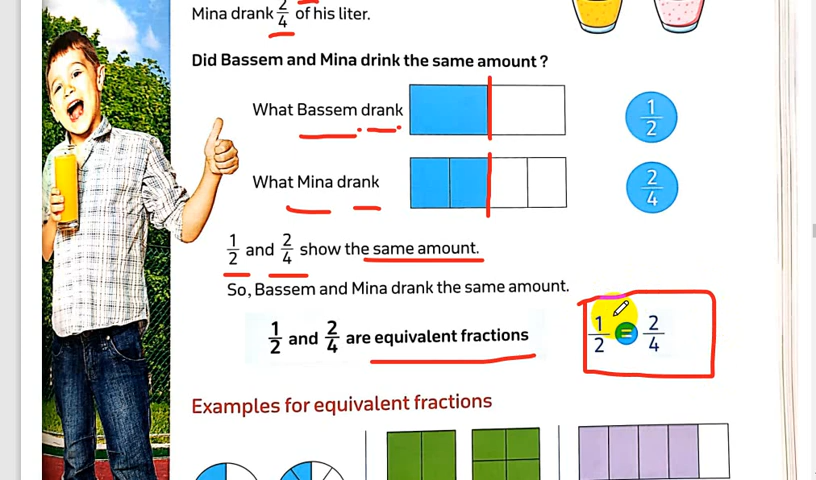 Mina drank 2/4 of his liter.
Did Bassem and Mina drink the same amount ?
What Bassem drank
1/2
What Mina drank
2/4
1/2 and 2/4 show the same amount.
So, Bassem and Mina drank the same amount.
1/2 and 2/4 are equivalent fractions
1/2 = 2/4
Examples for equivalent fractions